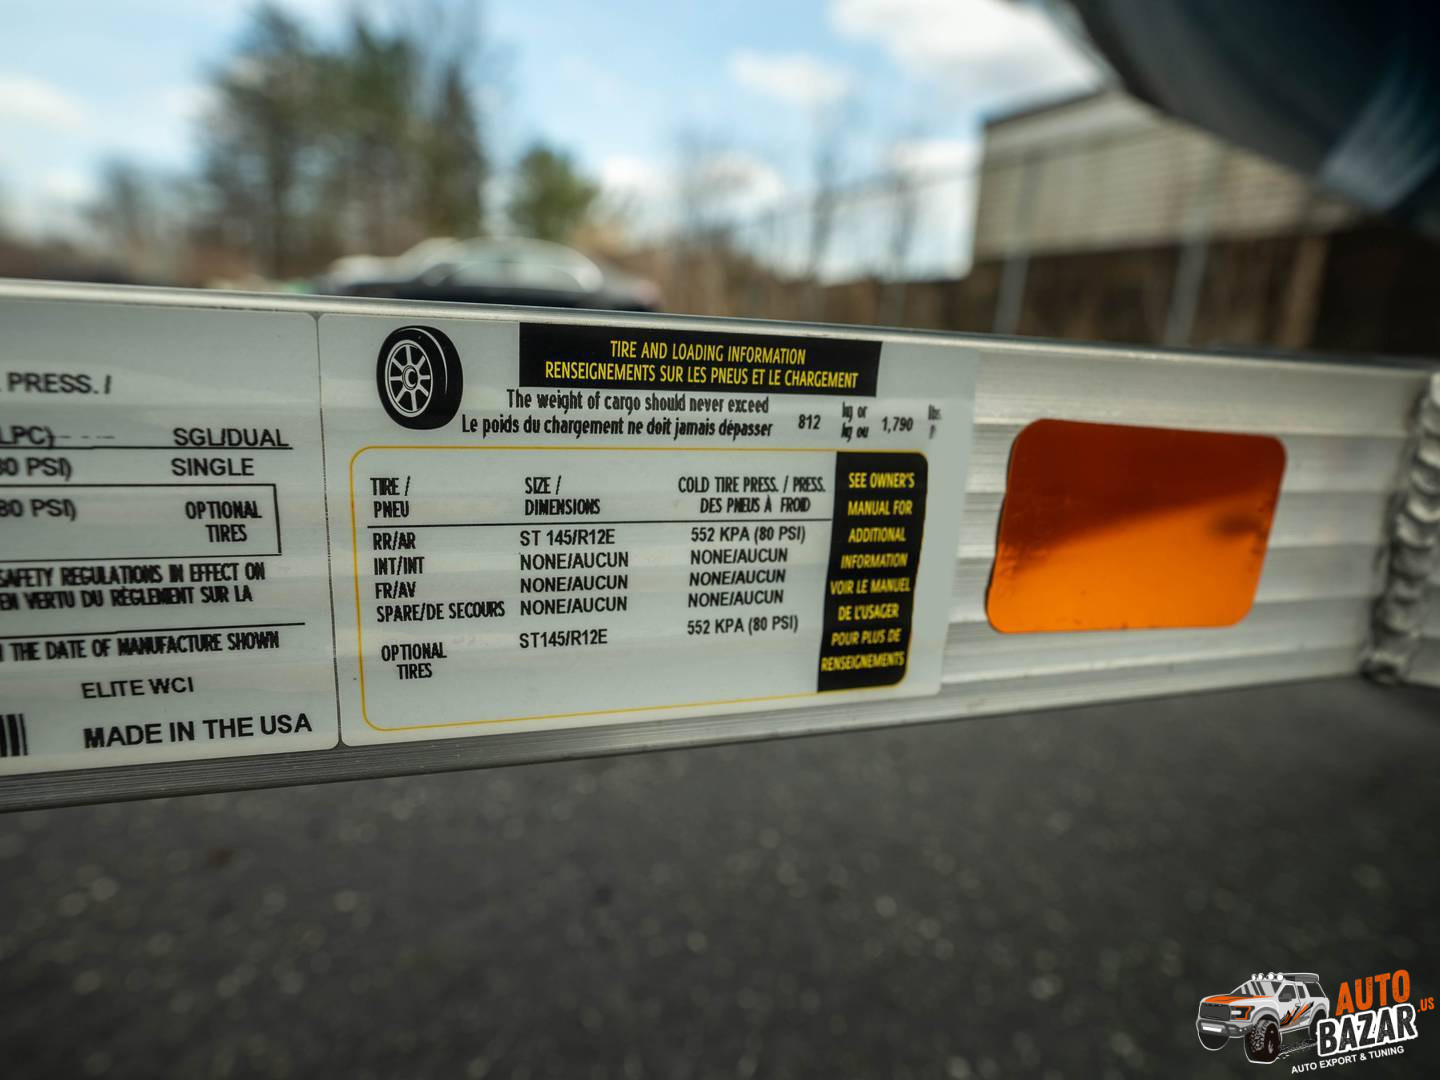 PRESS. /
LPC)
SGL/DUAL
80 PSI)
SINGLE
80 PSI)
OPTIONAL
TIRES
SAFETY REGULATIONS IN EFFECT ON
EN VERTU DU RÈGLEMENT SUR LA
THE DATE OF MANUFACTURE SHOWN
ELITE WCI
MADE IN THE USA
TIRE AND LOADING INFORMATION
RENSEIGNEMENTS SUR LES PNEUS ET LE CHARGEMENT
The weight of cargo should never exceed
Le poids du chargement ne doit jamais dépasser
812
kg or
kg ou
1,790
lbs
TIRE /
PNEU
SIZE /
DIMENSIONS
COLD TIRE PRESS. / PRESS.
DES PNEUS À FROID
RR/AR ST 145/R12E 552 KPA (80 PSI)
INT/INT NONE/AUCUN NONE/AUCUN
FR/AV NONE/AUCUN NONE/AUCUN
SPARE/DE SECOURS NONE/AUCUN NONE/AUCUN
OPTIONAL
TIRES
ST145/R12E 552 KPA (80 PSI)
SEE OWNER'S
MANUAL FOR
ADDITIONAL
INFORMATION
VOIR LE MANUEL
DE L'USAGER
POUR PLUS DE
RENSEIGNEMENTS
AUTO
BAZAR.US
AUTO EXPORT & TUNING